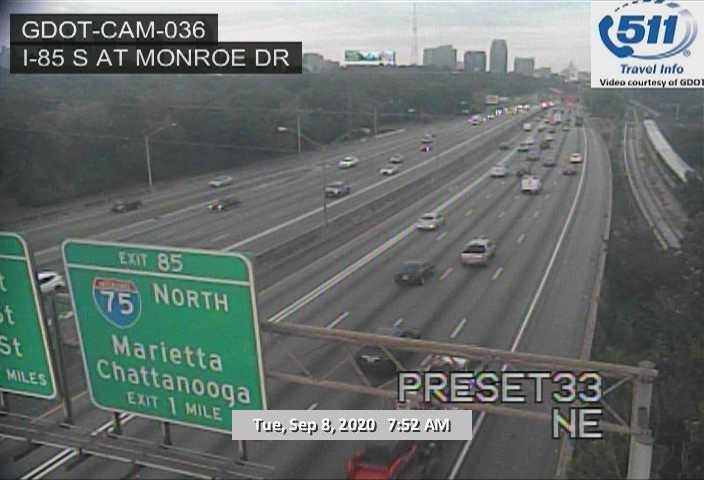 GDOT-CAM-036
I-85 S AT MONROE DR
511
Travel Info
Video courtesy of GDOT
EXIT 85
INTERSTATE
75
NORTH
Marietta
Chattanooga
EXIT 1 MILE
St
MILES
PRESET33
NE
Tue, Sep 8, 2020 7:52 AM